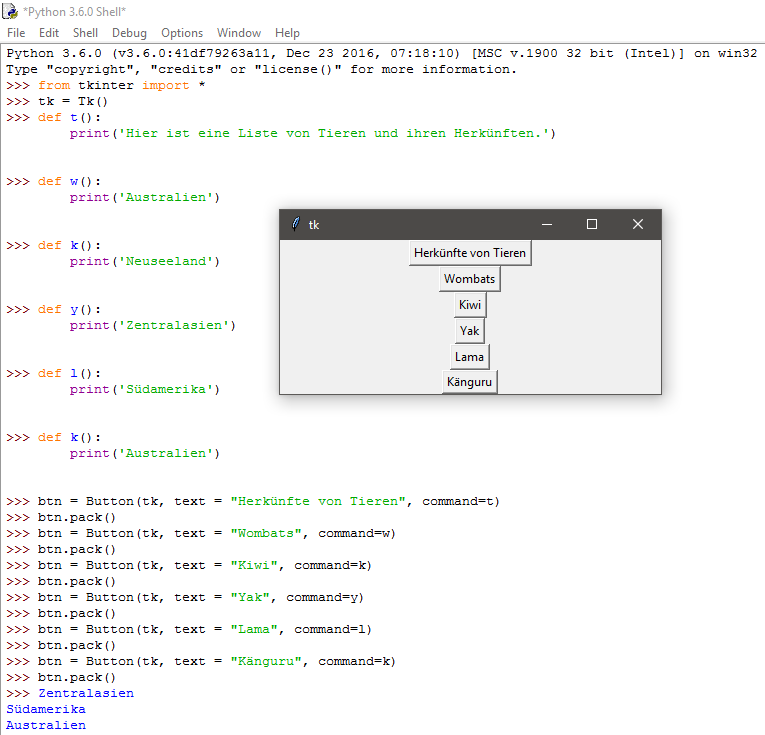 *Python 3.6.0 Shell*
File Edit Shell Debug Options Window Help
Python 3.6.0 (v3.6.0:41df79263a11, Dec 23 2016, 07:18:10) [MSC v.1900 32 bit (Intel)] on win32
Type "copyright", "credits" or "license()" for more information.
>>> from tkinter import *
>>> tk = Tk()
>>> def t():
        print('Hier ist eine Liste von Tieren und ihren Herkünften.')
>>> def w():
        print('Australien')
>>> def k():
        print('Neuseeland')
>>> def y():
        print('Zentralasien')
>>> def l():
        print('Südamerika')
>>> def k():
        print('Australien')
>>> btn = Button(tk, text = "Herkünfte von Tieren", command=t)
>>> btn.pack()
>>> btn = Button(tk, text = "Wombats", command=w)
>>> btn.pack()
>>> btn = Button(tk, text = "Kiwi", command=k)
>>> btn.pack()
>>> btn = Button(tk, text = "Yak", command=y)
>>> btn.pack()
>>> btn = Button(tk, text = "Lama", command=l)
>>> btn.pack()
>>> btn = Button(tk, text = "Känguru", command=k)
>>> btn.pack()
>>> Zentralasien
Südamerika
Australien
tk
Herkünfte von Tieren
Wombats
Kiwi
Yak
Lama
Känguru